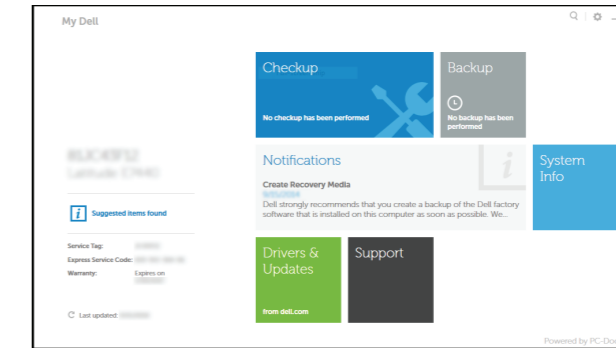 My Dell
Checkup
No checkup has been performed
Backup
No backup has been
performed
Suggested items found
Service Tag:
Express Service Code:
Warranty:
Expires on
Last updated
Notifications
Create Recovery Media
Dell strongly recommends that you create a backup of the Dell factory
software that is installed on this computer as soon as possible. We...
System
Info
Drivers &
Updates
from dell.com
Support
Powered by